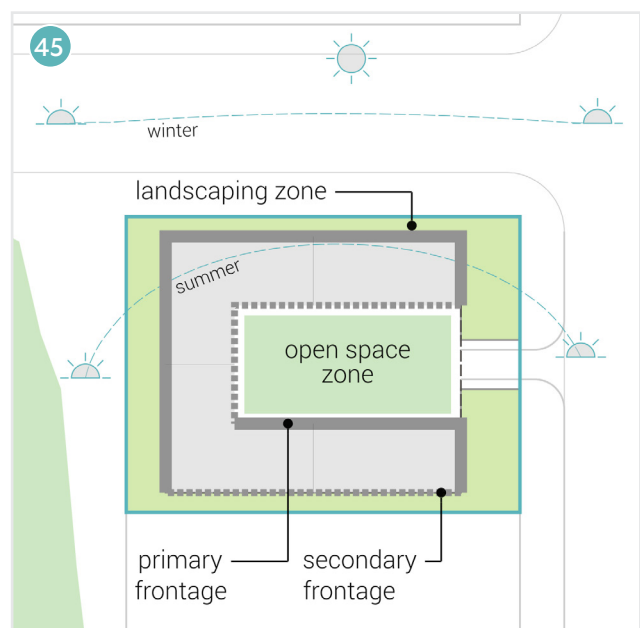 45
winter
landscaping zone
summer
open space
zone
primary
frontage
secondary
frontage